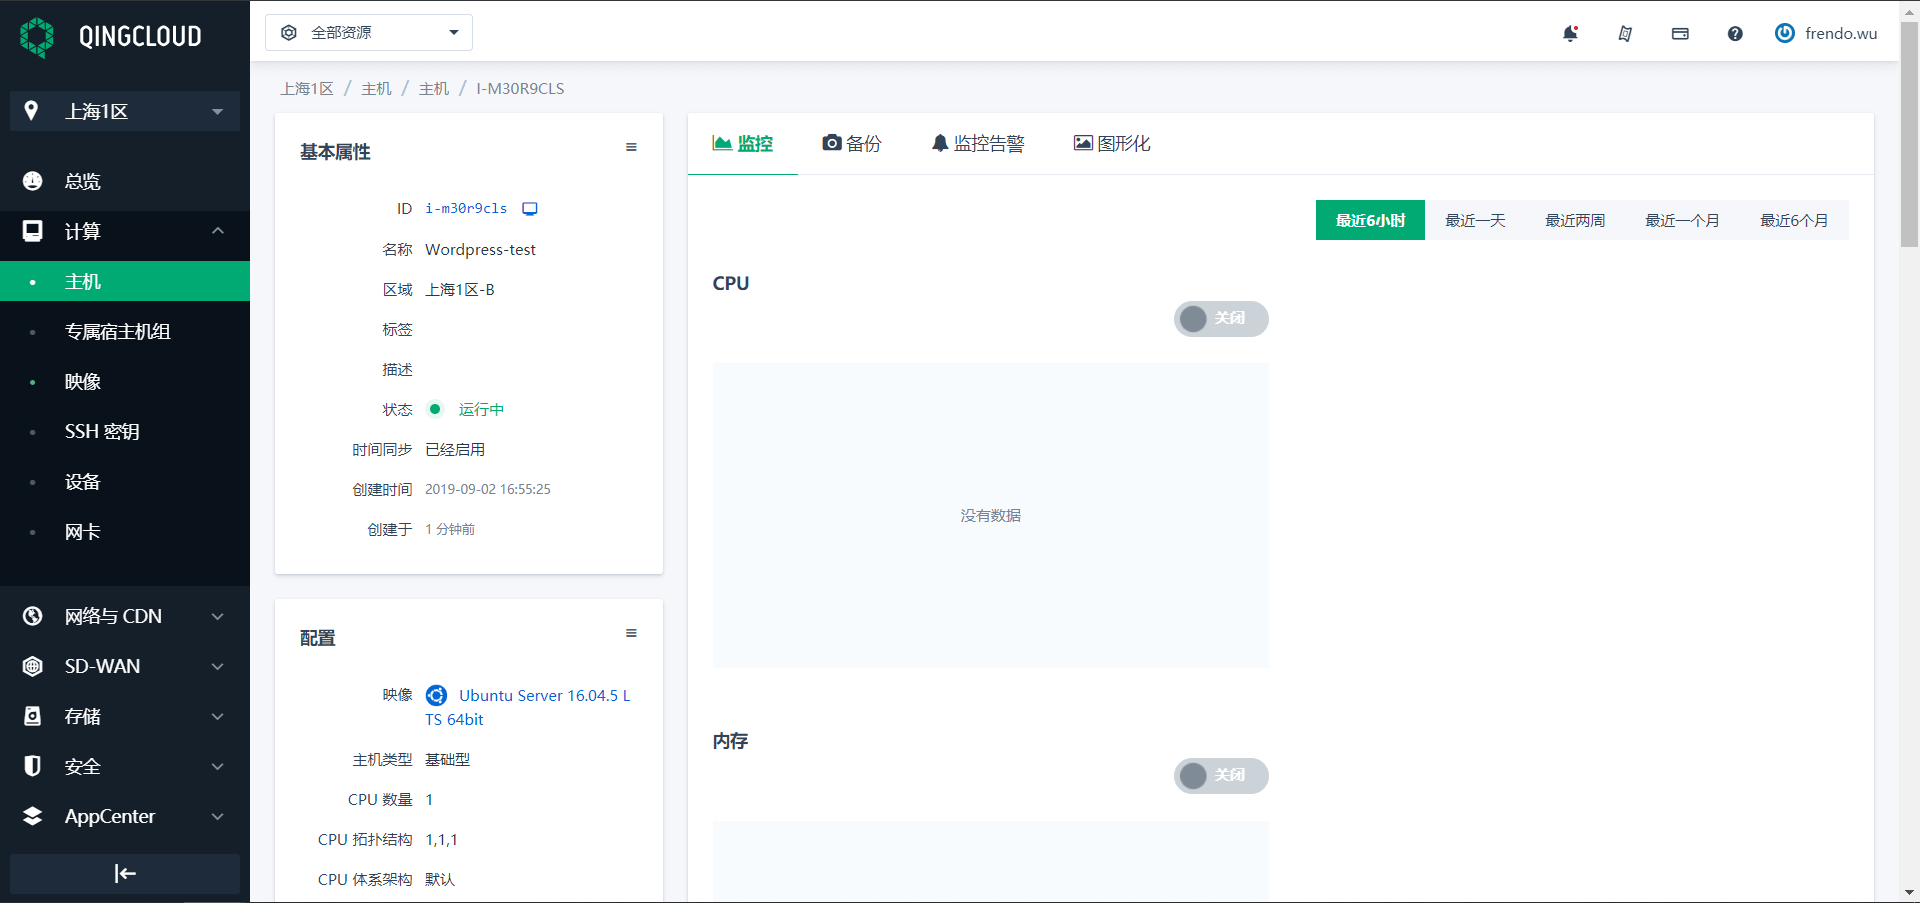 QINGCLOUD
上海1区
总览
计算
主机
专属宿主机组
映像
SSH 密钥
设备
网卡
网络与 CDN
SD-WAN
存储
安全
AppCenter
全部资源
frendo.wu
上海1区 / 主机 / 主机 / I-M30R9CLS
基本属性
ID i-m30r9cls
名称 Wordpress-test
区域 上海1区-B
标签
描述
状态 运行中
时间同步 已经启用
创建时间 2019-09-02 16:55:25
创建于 1 分钟前
配置
映像 Ubuntu Server 16.04.5 L
TS 64bit
主机类型 基础型
CPU 数量 1
CPU 拓扑结构 1,1,1
CPU 体系架构 默认
监控 备份 监控告警 图形化
最近6小时 最近一天 最近两周 最近一个月 最近6个月
CPU
关闭
没有数据
内存
关闭